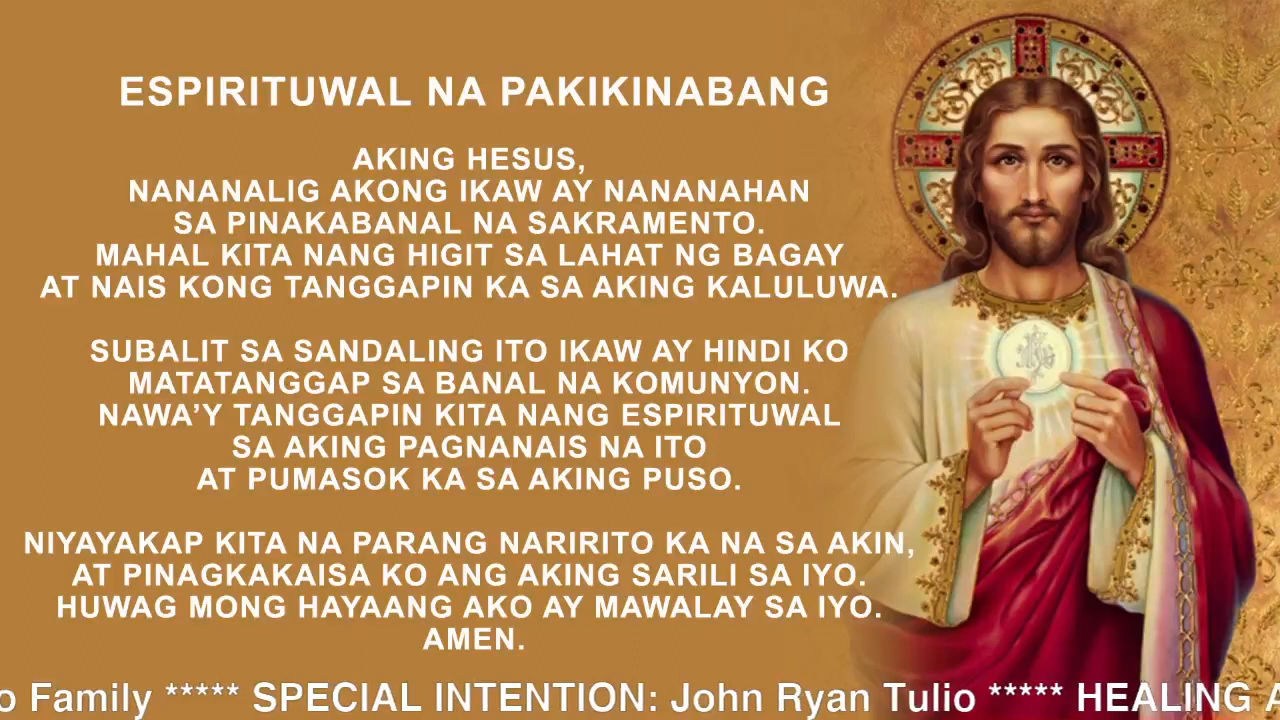 ESPIRITUWAL NA PAKIKINABANG
AKING HESUS,
NANANALIG AKONG IKAW AY NANANAHAN
SA PINAKABANAL NA SAKRAMENTO.
MAHAL KITA NANG HIGIT SA LAHAT NG BAGAY
AT NAIS KONG TANGGAPIN KA SA AKING KALULUWA.
SUBALIT SA SANDALING ITO IKAW AY HINDI KO
MATATANGGAP SA BANAL NA KOMUNYON.
NAWA’Y TANGGAPIN KITA NANG ESPIRITUWAL
SA AKING PAGNANAIS NA ITO
AT PUMASOK KA SA AKING PUSO.
NIYAYAKAP KITA NA PARANG NARIRITO KA NA SA AKIN,
AT PINAGKAKAISA KO ANG AKING SARILI SA IYO.
HUWAG MONG HAYAANG AKO AY MAWALAY SA IYO.
AMEN.
o Family ***** SPECIAL INTENTION: John Ryan Tulio ***** HEALING A